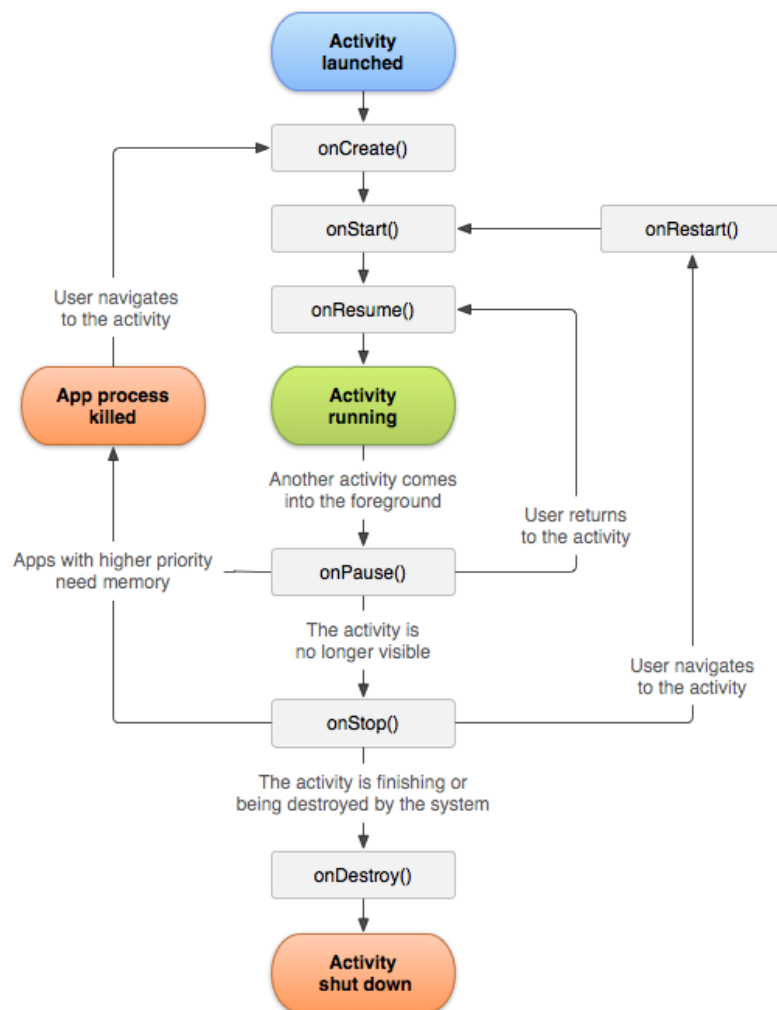 Activity
launched
onCreate()
onStart()
onRestart()
User navigates
to the activity
onResume()
App process
killed
Activity
running
Another activity comes
into the foreground
User returns
to the activity
Apps with higher priority
need memory
onPause()
The activity is
no longer visible
User navigates
to the activity
onStop()
The activity is finishing or
being destroyed by the system
onDestroy()
Activity
shut down